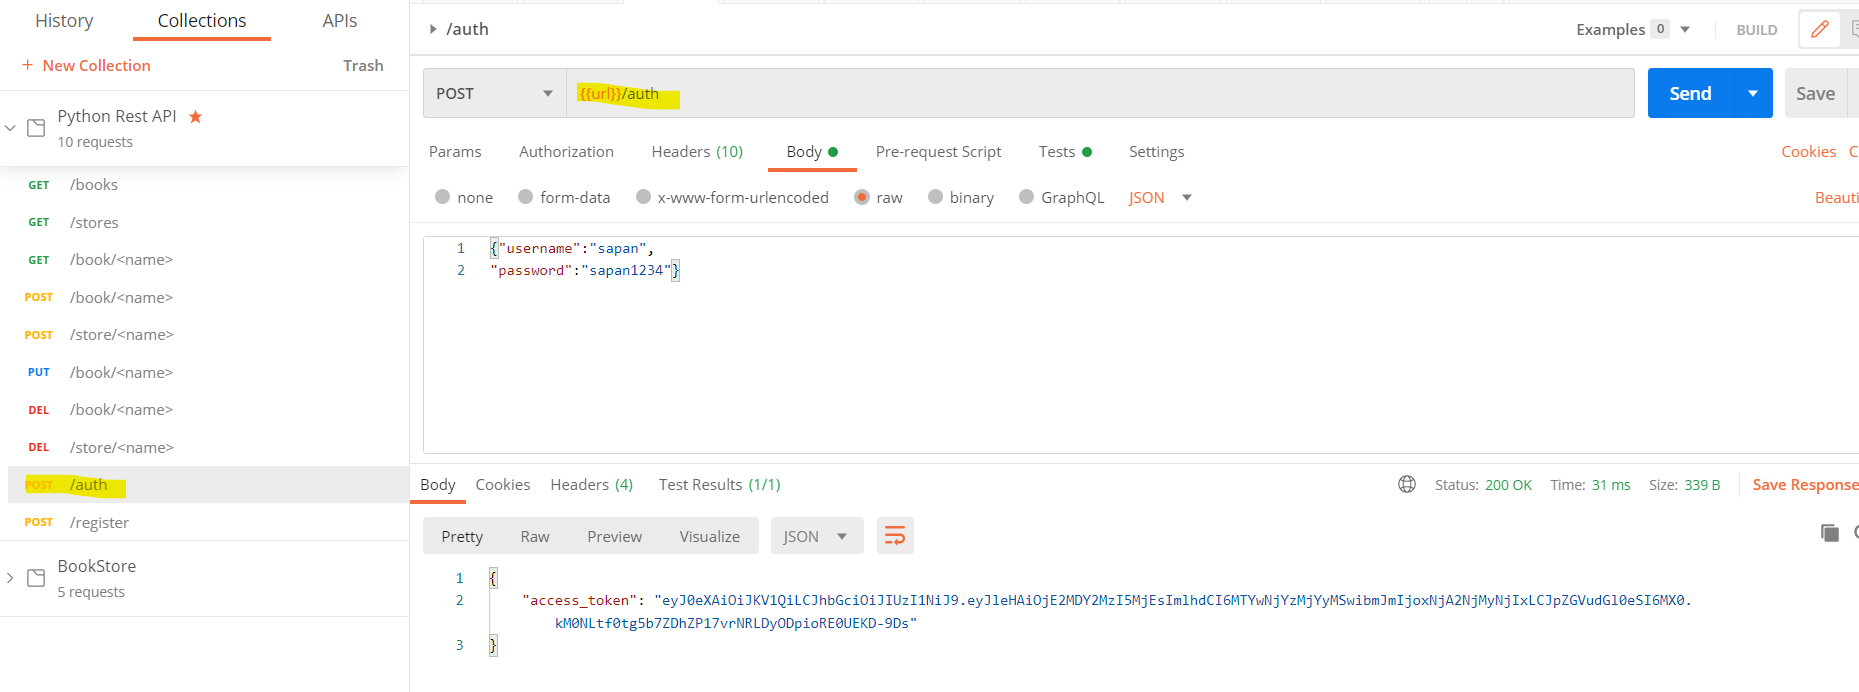 History Collections APIs
+ New Collection Trash
Python Rest API
10 requests
GET /books
GET /stores
GET /book/<name>
POST /book/<name>
POST /store/<name>
PUT /book/<name>
DEL /book/<name>
DEL /store/<name>
POST /auth
POST /register
BookStore
5 requests
/auth Examples 0 BUILD
POST {{url}}/auth Send Save
Params Authorization Headers (10) Body Pre-request Script Tests Settings Cookies C
none form-data x-www-form-urlencoded raw binary GraphQL JSON Beauti
1 {"username":"sapan",
2 "password":"sapan1234"}
Body Cookies Headers (4) Test Results (1/1) Status: 200 OK Time: 31 ms Size: 339 B Save Response
Pretty Raw Preview Visualize JSON
1 {
2 "access_token": "eyJ0eXAiOiJKV1QiLCJhbGciOiJIUzI1NiJ9.eyJleHAiOjE2MDY2MzI5MjEsImlhdCI6MTYwNjYzMjYyMSwibmJmIjoxNjA2NjMyNjIxLCJpZGVudGl0eSI6MX0.
kM0NLtf0tg5b7ZDhZP17vrNRLDyODpioRE0UEKD-9Ds"
3 }